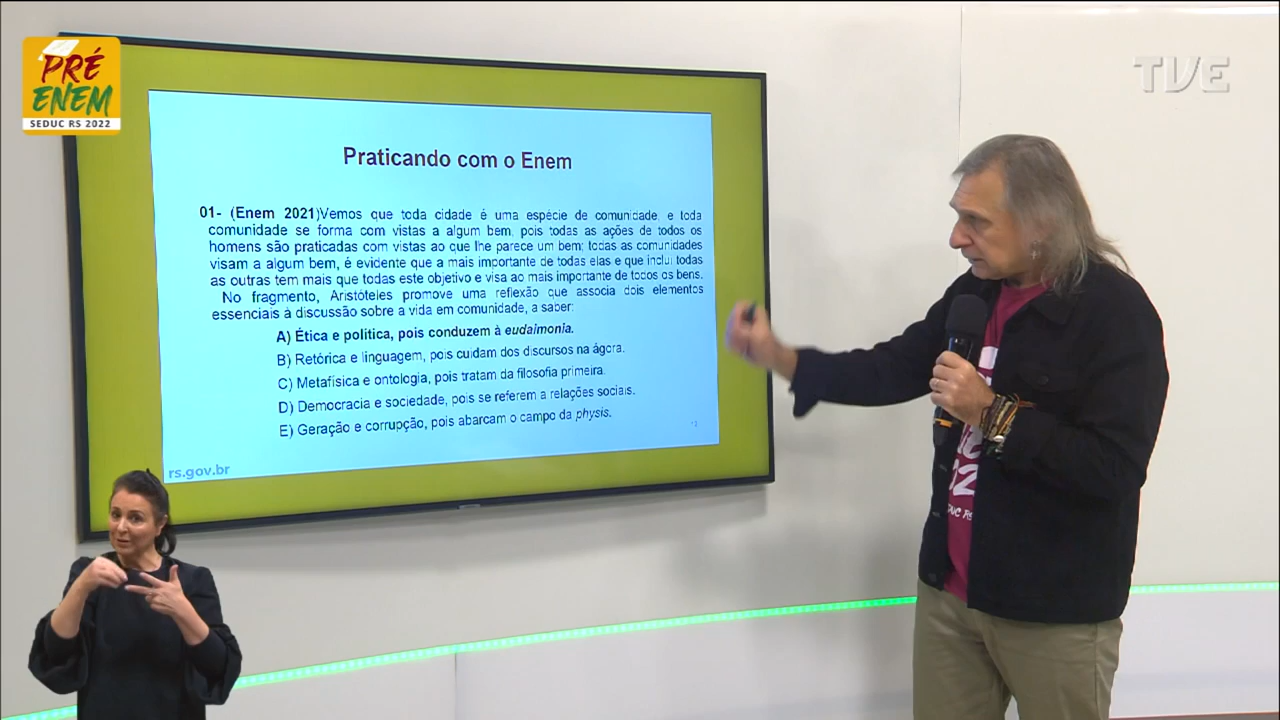 PRÉ
ENEM
SEDUC RS 2022
TVE
Praticando com o Enem
01- (Enem 2021)Vemos que toda cidade é uma espécie de comunidade, e toda
comunidade se forma com vistas a algum bem, pois todas as ações de todos os
homens são praticadas com vistas ao que lhe parece um bem; todas as comunidades
visam a algum bem, é evidente que a mais importante de todas elas e que inclui todas
as outras tem mais que todas este objetivo e visa ao mais importante de todos os bens.
No fragmento, Aristóteles promove uma reflexão que associa dois elementos
essenciais à discussão sobre a vida em comunidade, a saber:
A) Ética e política, pois conduzem à eudaimonia.
B) Retórica e linguagem, pois cuidam dos discursos na ágora.
C) Metafísica e ontologia, pois tratam da filosofia primeira.
D) Democracia e sociedade, pois se referem a relações sociais.
E) Geração e corrupção, pois abarcam o campo da physis.
rs.gov.br